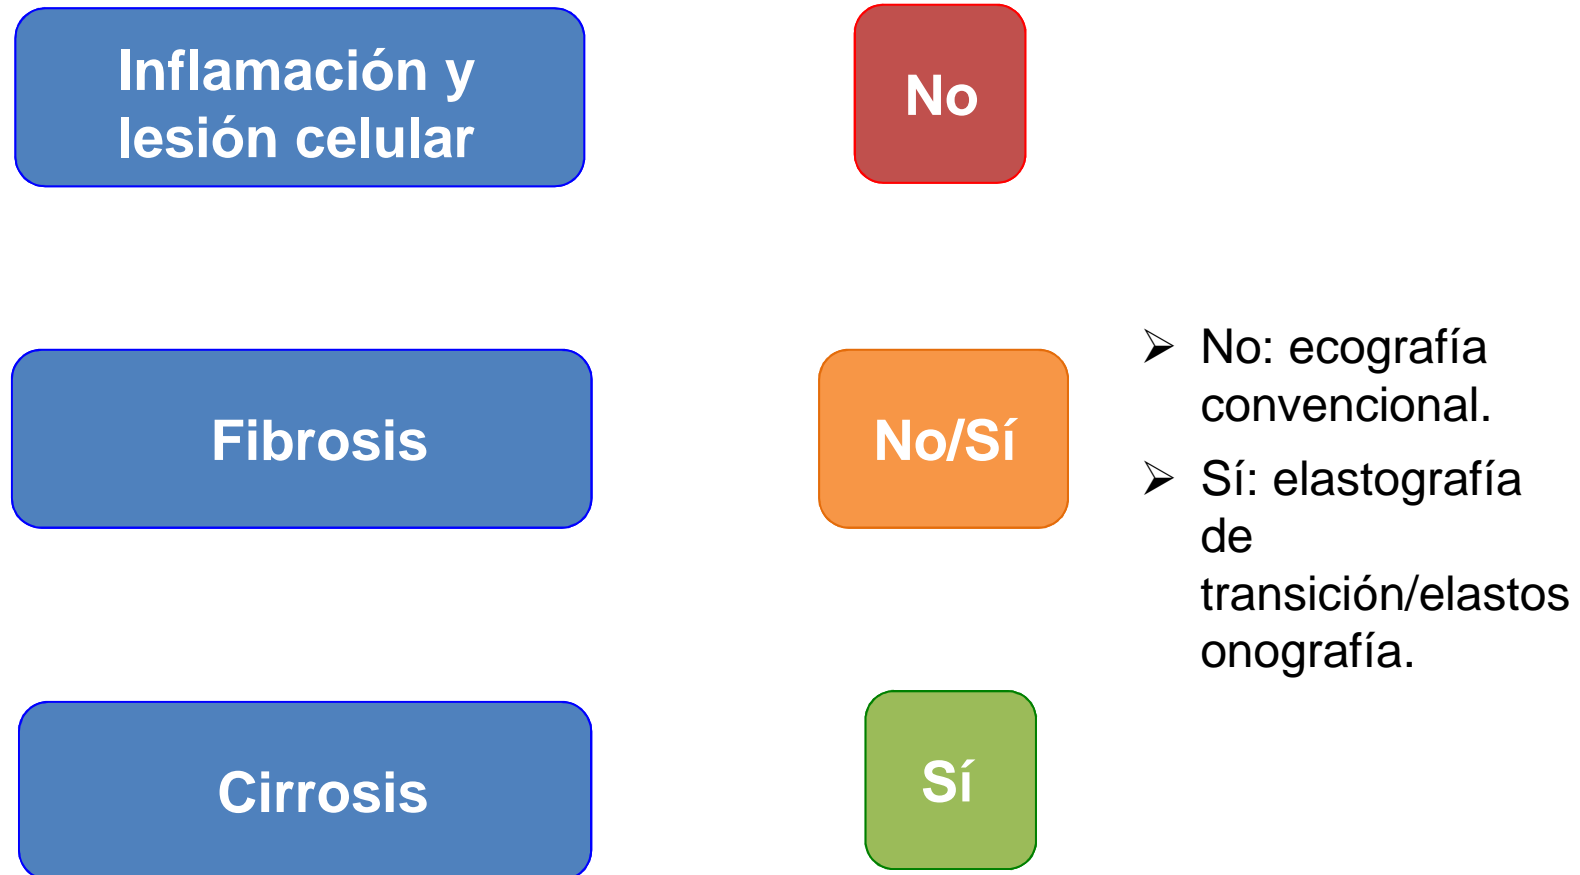 Inflamación y
lesión celular
No
Fibrosis
No/Sí
➢ No: ecografía
convencional.
➢ Sí: elastografía
de
transición/elastos
onografía.
Cirrosis
Sí